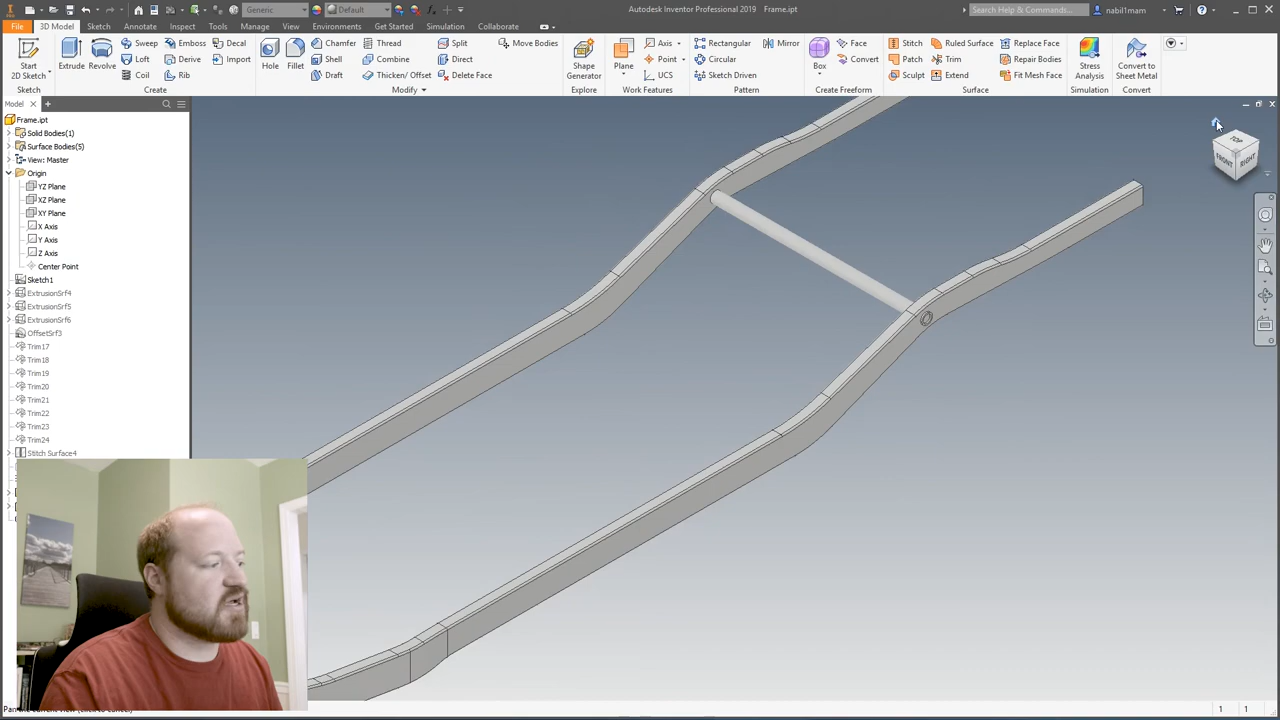 Generic
Default
Autodesk Inventor Professional 2019   Frame.ipt
Search Help & Commands...
nabil1mam
File
3D Model
Sketch
Annotate
Inspect
Tools
Manage
View
Environments
Get Started
Simulation
Collaborate
Start
2D Sketch
Extrude
Revolve
Sweep
Loft
Coil
Emboss
Derive
Rib
Decal
Import
Hole
Fillet
Chamfer
Shell
Draft
Thread
Combine
Thicken/ Offset
Split
Direct
Delete Face
Move Bodies
Shape
Generator
Plane
Axis
Point
UCS
Rectangular
Circular
Sketch Driven
Mirror
Box
Face
Convert
Stitch
Patch
Sculpt
Ruled Surface
Trim
Extend
Replace Face
Repair Bodies
Fit Mesh Face
Stress
Analysis
Convert to
Sheet Metal
Sketch
Create
Modify
Explore
Work Features
Pattern
Create Freeform
Surface
Simulation
Convert
Model
Frame.ipt
Solid Bodies(1)
Surface Bodies(5)
View: Master
Origin
YZ Plane
XZ Plane
XY Plane
X Axis
Y Axis
Z Axis
Center Point
Sketch1
ExtrusionSrf4
ExtrusionSrf5
ExtrusionSrf6
OffsetSrf3
Trim17
Trim18
Trim19
Trim20
Trim21
Trim22
Trim23
Trim24
Stitch Surface4
TOP
FRONT
RIGHT
1
1